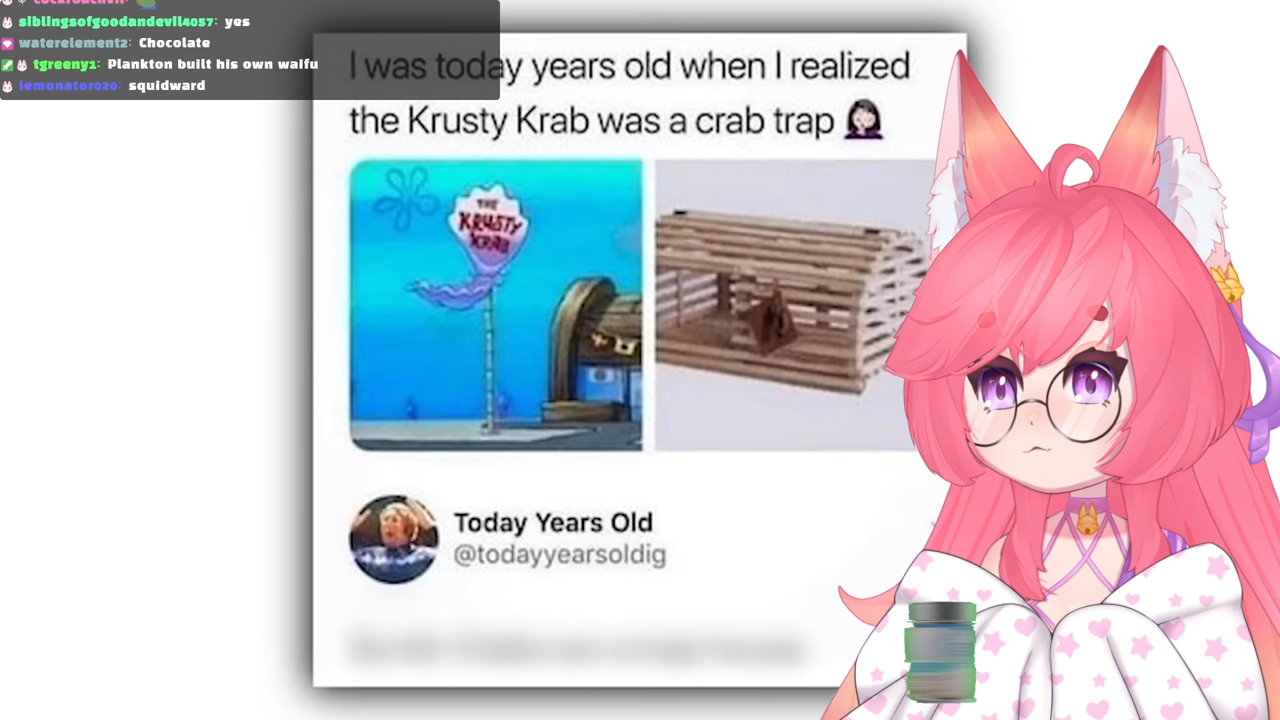 siblingsofgoodandevil4057: yes
waterelement2: Chocolate
tgreeny1: Plankton built his own waifu
lemonator020: squidward
I was today years old when I realized
the Krusty Krab was a crab trap
THE
KRUSTY
KRAB
Today Years Old
@todayyearsoldig